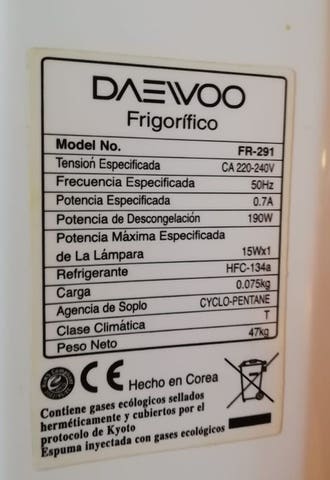 DAEWOO
Frigorífico
Model No. FR-291
Tensión Especificada CA 220-240V
Frecuencia Especificada 50Hz
Potencia Especificada 0.7A
Potencia de Descongelación 190W
Potencia Máxima Especificada
de La Lámpara 15Wx1
Refrigerante HFC-134a
Carga 0.075kg
Agencia de Soplo CYCLO-PENTANE
Clase Climática T
Peso Neto 47kg
CE Hecho en Corea
Contiene gases ecólogicos sellados
herméticamente y cubiertos por el
protocolo de Kyoto
Espuma inyectada con gases ecológicos